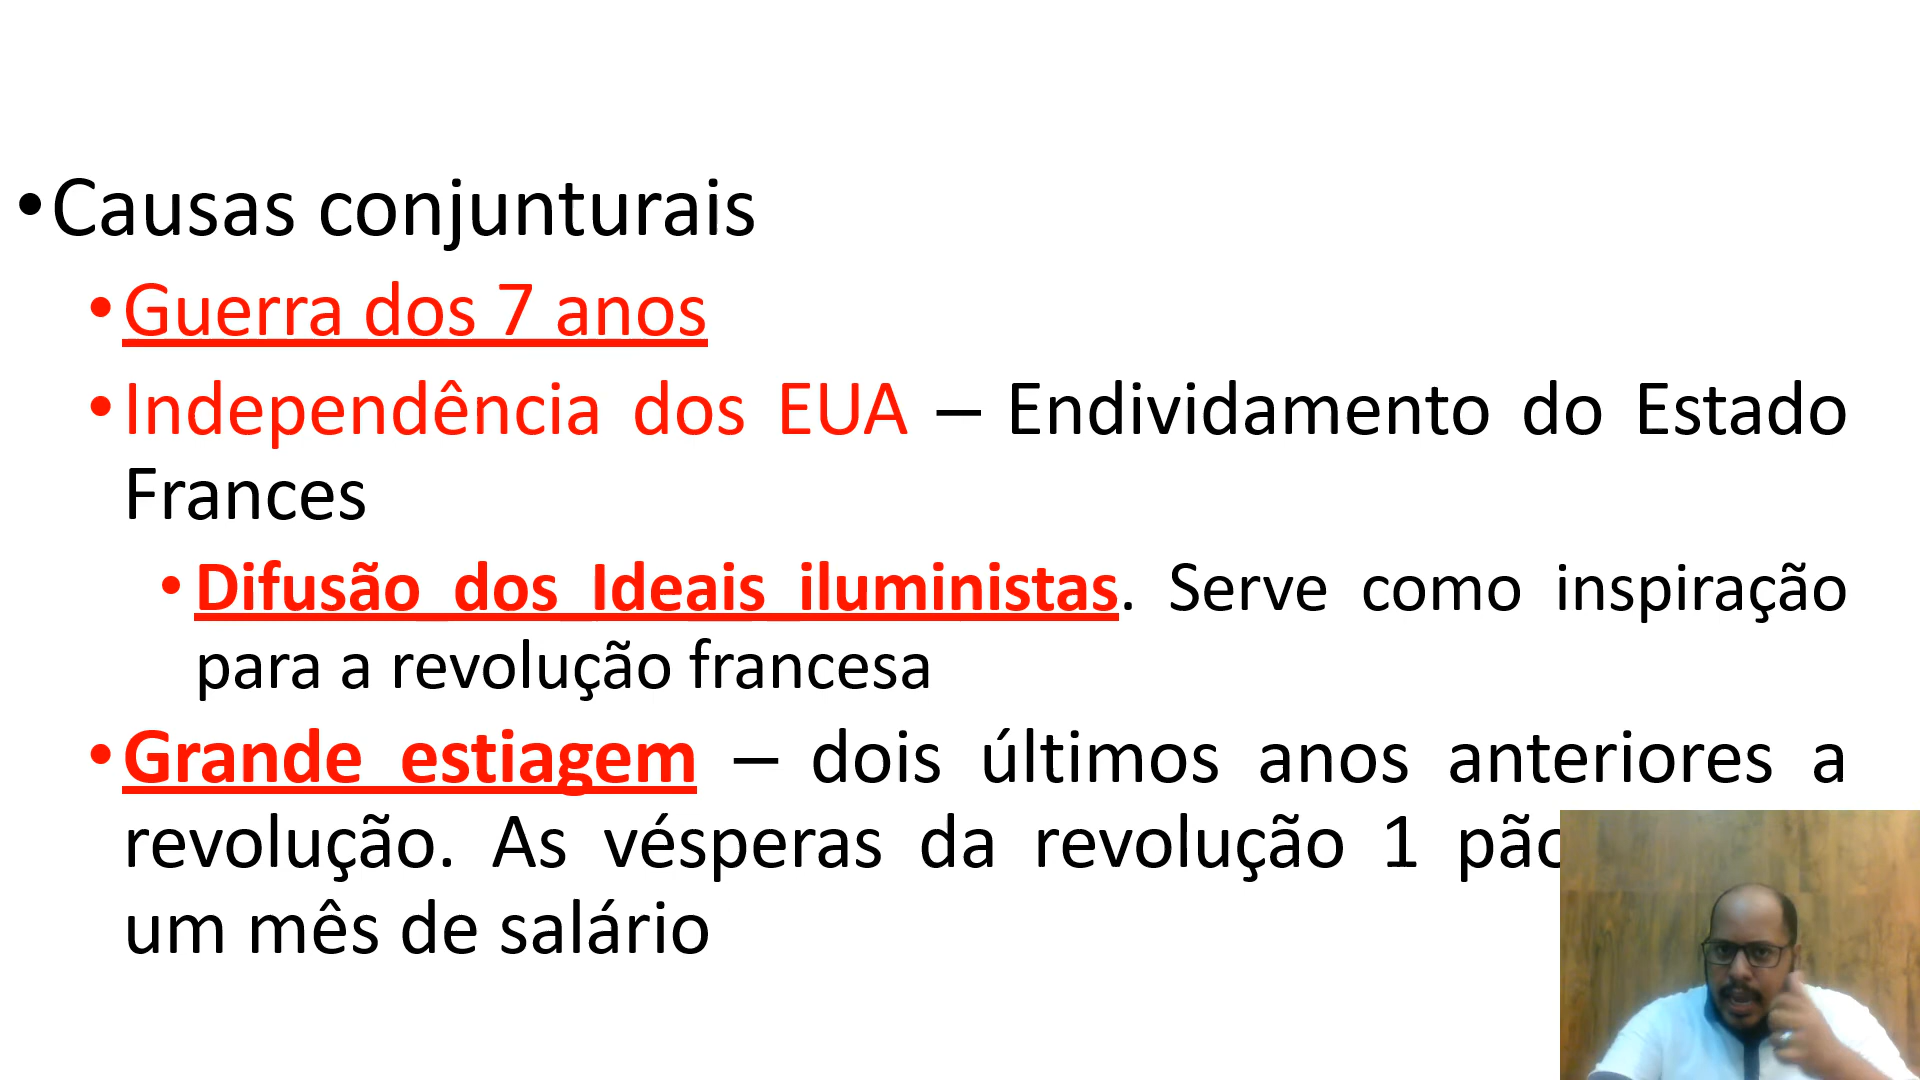 •Causas conjunturais
•Guerra dos 7 anos
•Independência dos EUA – Endividamento do Estado
Frances
•Difusão dos Ideais iluministas. Serve como inspiração
para a revolução francesa
•Grande estiagem – dois últimos anos anteriores a
revolução. As vésperas da revolução 1 pão
um mês de salário